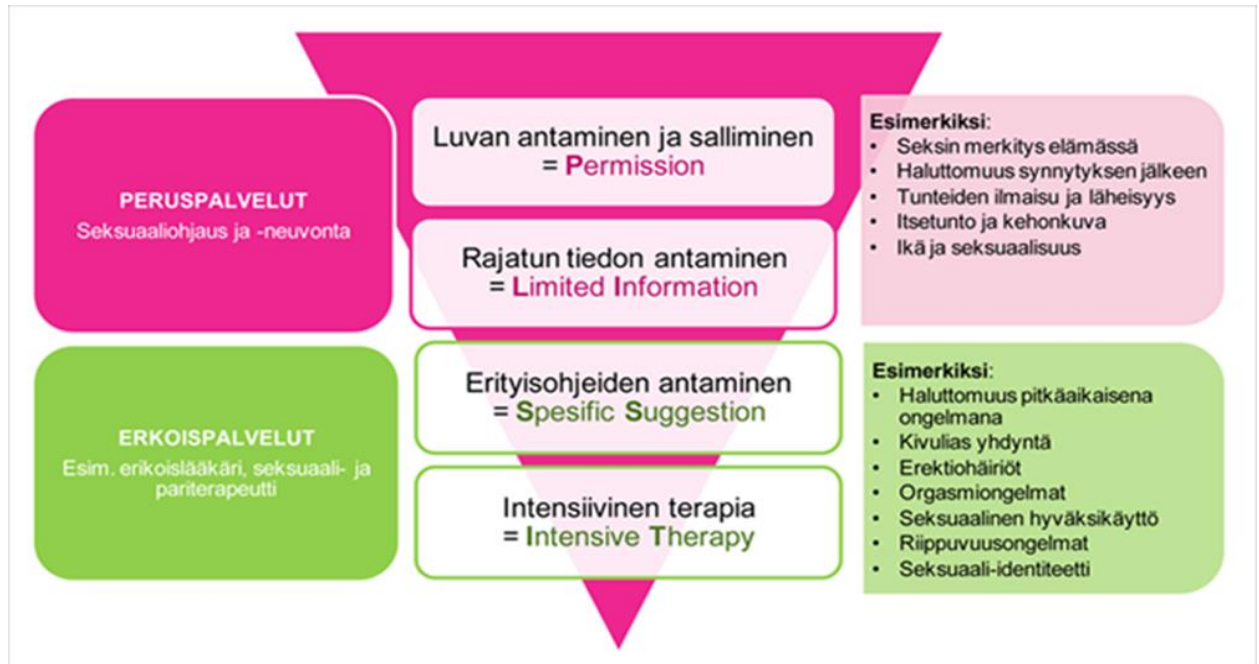 PERUSPALVELUT
Seksuaaliohjaus ja -neuvonta
Luvan antaminen ja salliminen
= Permission
Rajatun tiedon antaminen
= Limited Information
Esimerkiksi:
• Seksin merkitys elämässä
• Haluttomuus synnytyksen jälkeen
• Tunteiden ilmaisu ja läheisyys
• Itsetunto ja kehonkuva
• Ikä ja seksuaalisuus
ERKOISPALVELUT
Esim. erikoislääkäri, seksuaali- ja
pariterapeutti
Erityisohjeiden antaminen
= Spesific Suggestion
Intensiivinen terapia
= Intensive Therapy
Esimerkiksi:
• Haluttomuus pitkäaikaisena
ongelmana
• Kivulias yhdyntä
• Erektiohäiriöt
• Orgasmiongelmat
• Seksuaalinen hyväksikäyttö
• Riippuvuusongelmat
• Seksuaali-identiteetti